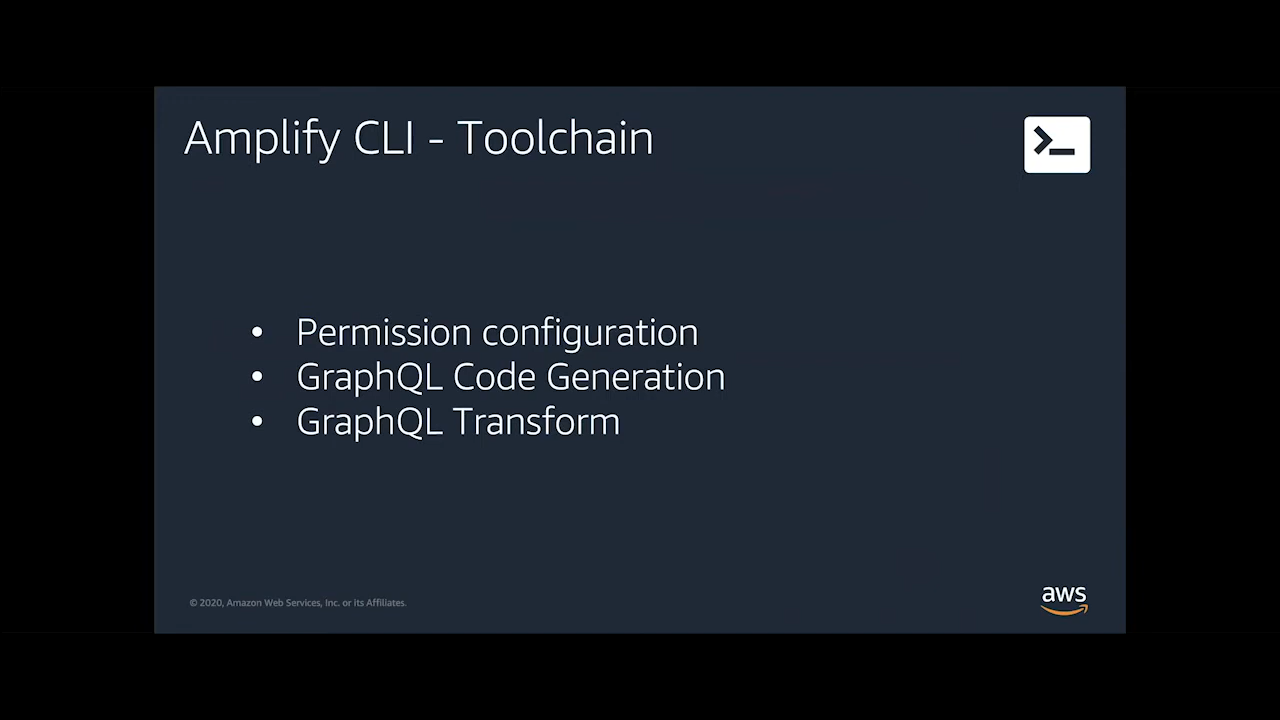 Amplify CLI - Toolchain
• Permission configuration
• GraphQL Code Generation
• GraphQL Transform
© 2020, Amazon Web Services, Inc. or its Affiliates.
aws